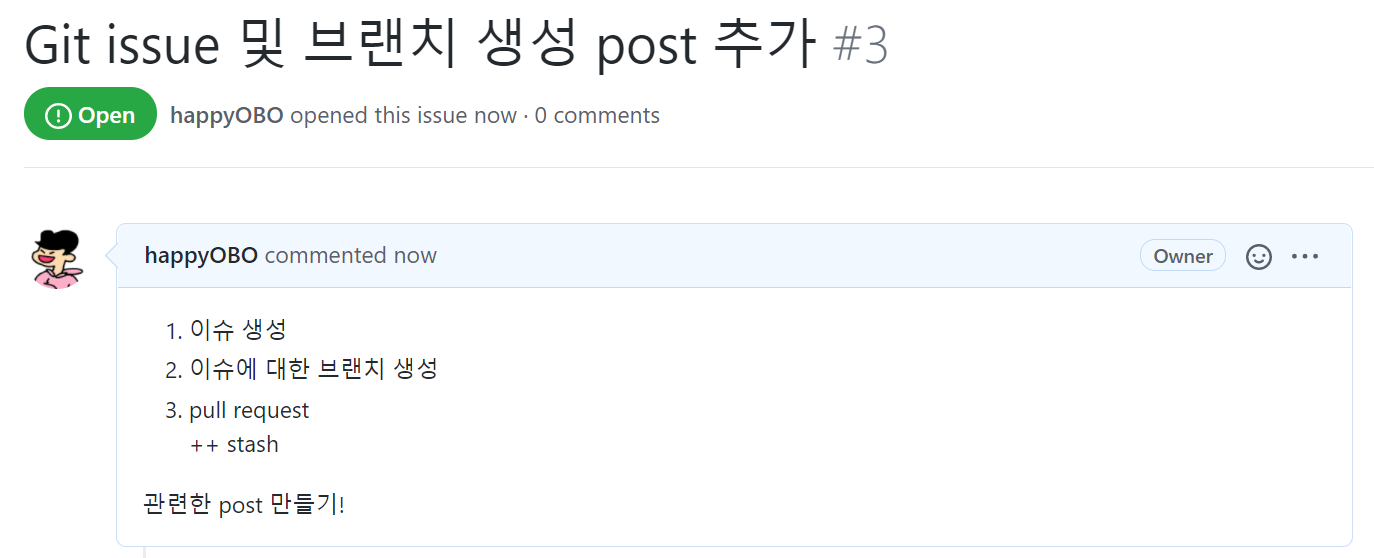 Git issue 및 브랜치 생성 post 추가 #3
Open happyOBO opened this issue now · 0 comments
happyOBO commented now Owner
1. 이슈 생성
2. 이슈에 대한 브랜치 생성
3. pull request
++ stash
관련한 post 만들기!